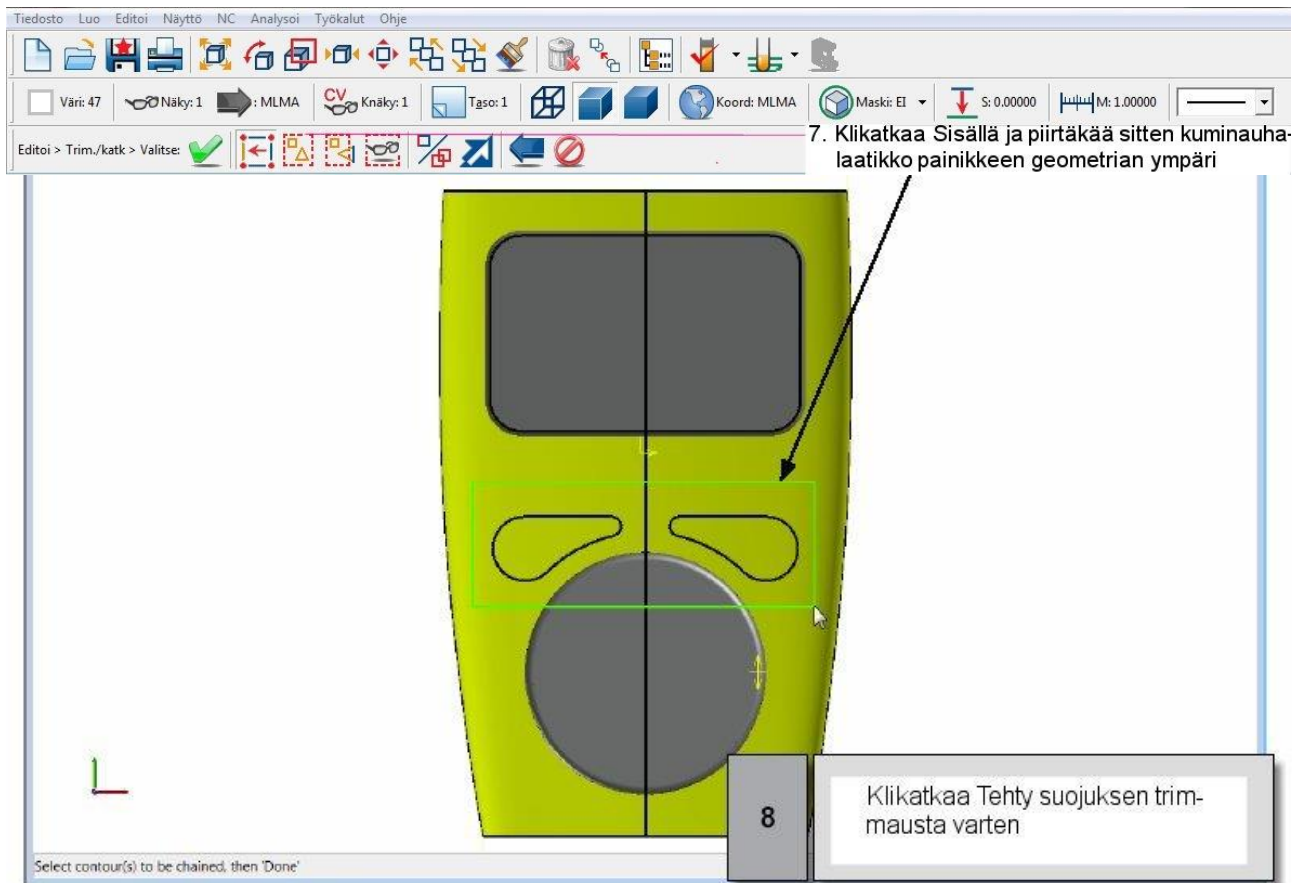 Tiedosto Luo Editoi Näyttö NC Analysoi Työkalut Ohje
Väri: 47 Näky: 1 : MLMA CV Knäky: 1 Taso: 1 Koord: MLMA Maski: EI S: 0.00000 M: 1.00000
Editoi > Trim./katk > Valitse:
7. Klikatkaa Sisällä ja piirtäkää sitten kuminauha-
laatikko painikkeen geometrian ympäri
8
Klikatkaa Tehty suojuksen trim-
mausta varten
Select contour(s) to be chained, then 'Done'